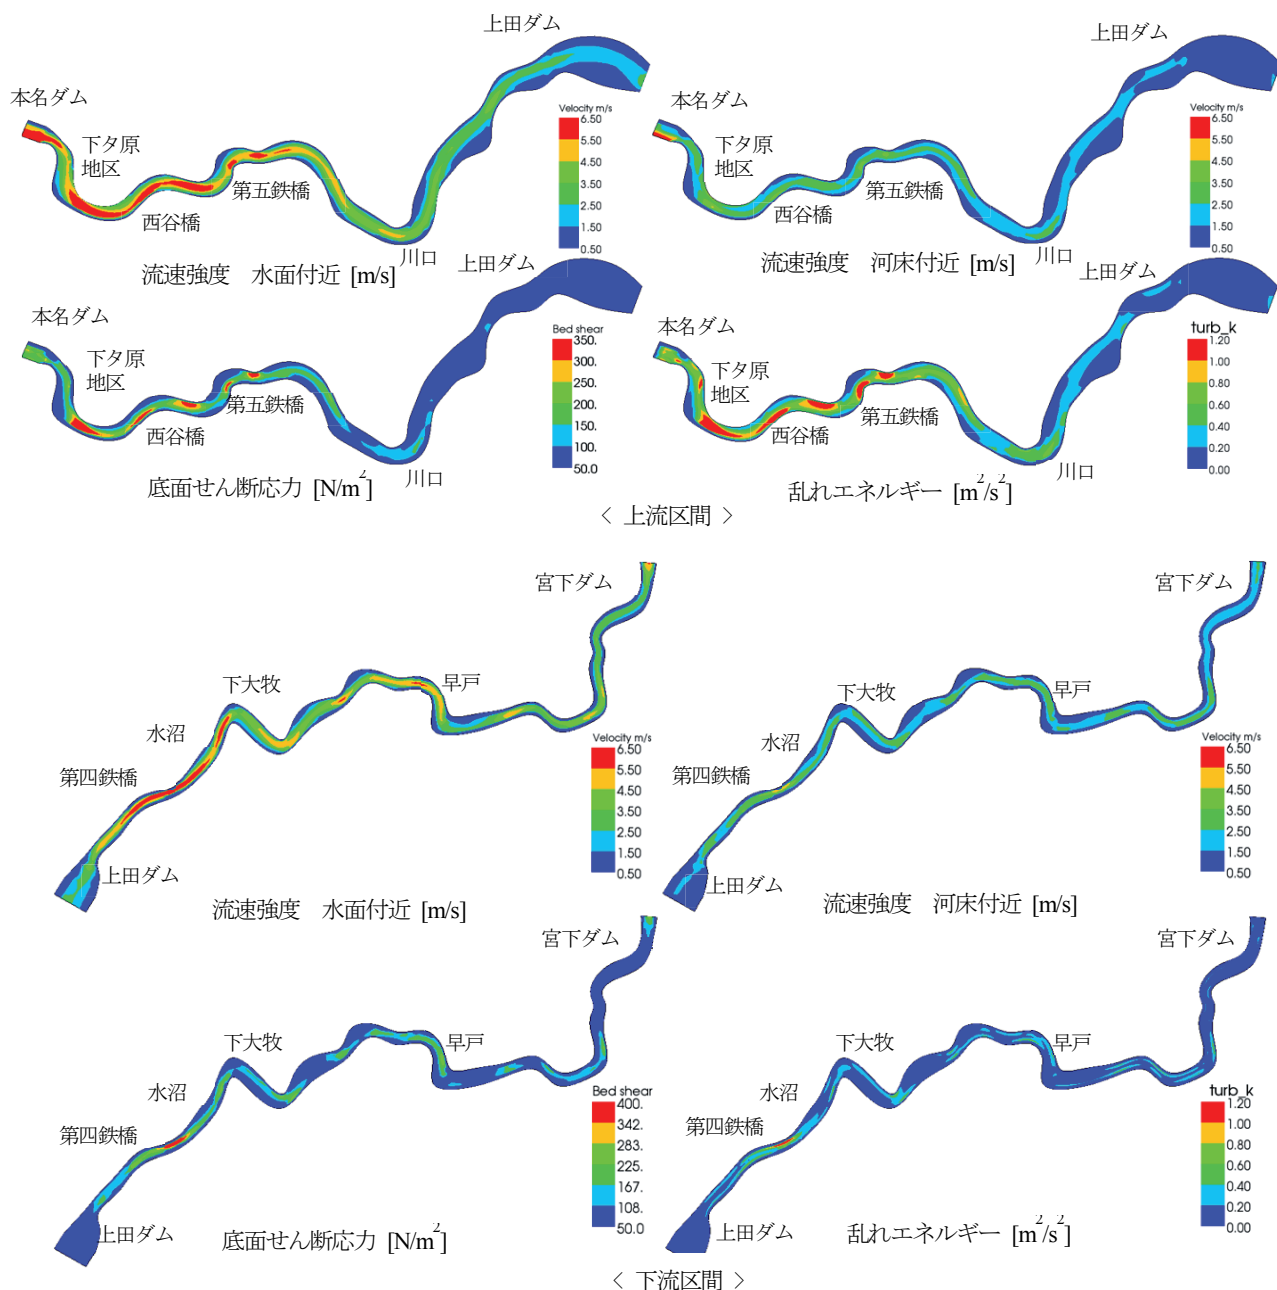 上田ダム
本名ダム
下タ原
地区
西谷橋
第五鉄橋
川口
Velocity m/s
6.50
5.50
4.50
3.50
2.50
1.50
0.50
流速強度 水面付近 [m/s]
上田ダム
本名ダム
下タ原
地区
西谷橋
第五鉄橋
川口
Velocity m/s
6.50
5.50
4.50
3.50
2.50
1.50
0.50
流速強度 河床付近 [m/s]
上田ダム
本名ダム
下タ原
地区
西谷橋
第五鉄橋
川口
Bed shear
350.
300.
250.
200.
150.
100.
50.0
底面せん断応力 [N/m²]
上田ダム
本名ダム
下タ原
地区
西谷橋
第五鉄橋
川口
turb_k
1.20
1.00
0.80
0.60
0.40
0.20
0.00
乱れエネルギー [m²/s²]
< 上流区間 >
宮下ダム
早戸
下大牧
水沼
第四鉄橋
上田ダム
Velocity m/s
6.50
5.50
4.50
3.50
2.50
1.50
0.50
流速強度 水面付近 [m/s]
宮下ダム
早戸
下大牧
水沼
第四鉄橋
上田ダム
Velocity m/s
6.50
5.50
4.50
3.50
2.50
1.50
0.50
流速強度 河床付近 [m/s]
宮下ダム
早戸
下大牧
水沼
第四鉄橋
上田ダム
Bed shear
400.
342.
283.
225.
167.
108.
50.0
底面せん断応力 [N/m²]
宮下ダム
早戸
下大牧
水沼
第四鉄橋
上田ダム
turb_k
1.20
1.00
0.80
0.60
0.40
0.20
0.00
乱れエネルギー [m²/s²]
< 下流区間 >